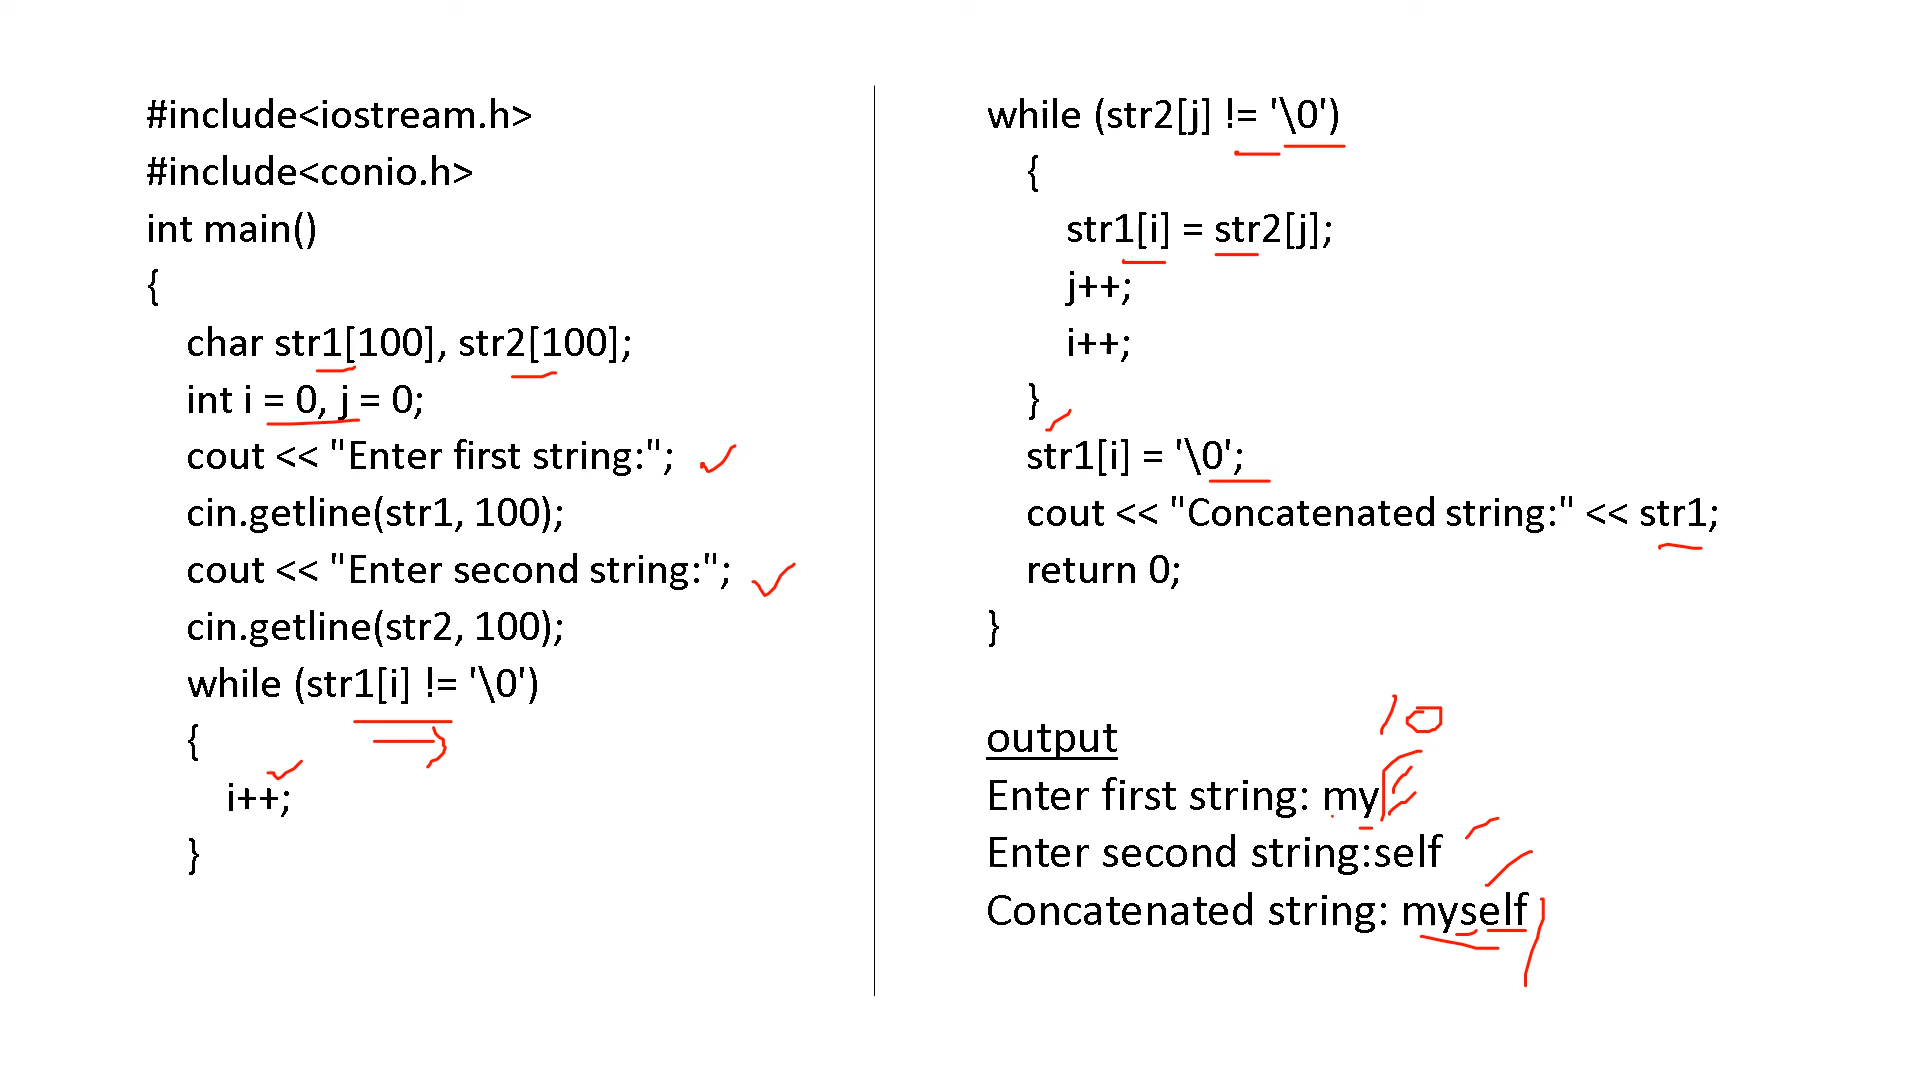 #include<iostream.h>
#include<conio.h>
int main()
{
char str1[100], str2[100];
int i = 0, j = 0;
cout << "Enter first string:";
cin.getline(str1, 100);
cout << "Enter second string:";
cin.getline(str2, 100);
while (str1[i] != '\0')
{
i++;
}
while (str2[j] != '\0')
{
str1[i] = str2[j];
j++;
i++;
}
str1[i] = '\0';
cout << "Concatenated string:" << str1;
return 0;
}
output
\0
Enter first string: my
Enter second string:self
Concatenated string: myself